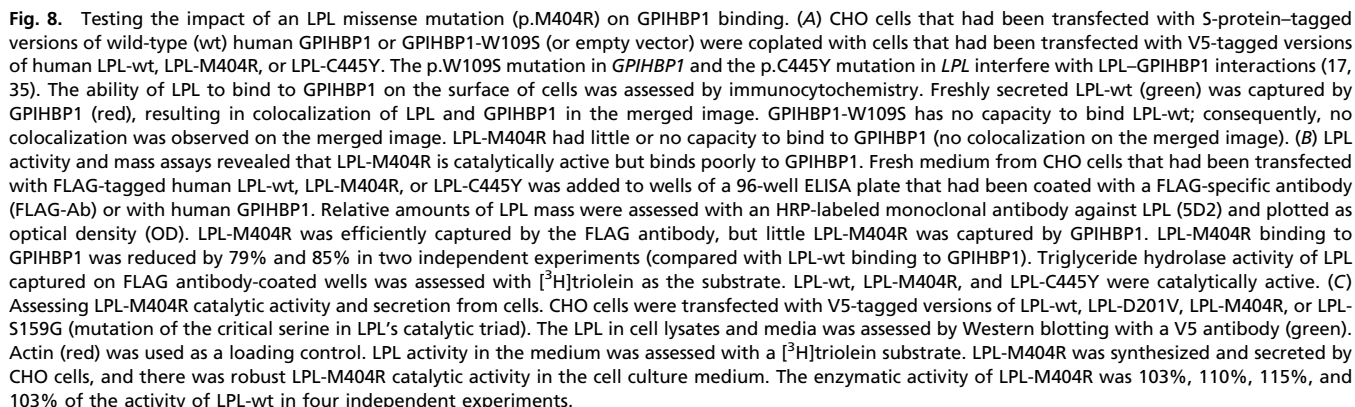 Fig. 8. Testing the impact of an LPL missense mutation (p.M404R) on GPIHBP1 binding. (A) CHO cells that had been transfected with S-protein–tagged
versions of wild-type (wt) human GPIHBP1 or GPIHBP1-W109S (or empty vector) were coplated with cells that had been transfected with V5-tagged versions
of human LPL-wt, LPL-M404R, or LPL-C445Y. The p.W109S mutation in GPIHBP1 and the p.C445Y mutation in LPL interfere with LPL–GPIHBP1 interactions (17,
35). The ability of LPL to bind to GPIHBP1 on the surface of cells was assessed by immunocytochemistry. Freshly secreted LPL-wt (green) was captured by
GPIHBP1 (red), resulting in colocalization of LPL and GPIHBP1 in the merged image. GPIHBP1-W109S has no capacity to bind LPL-wt; consequently, no
colocalization was observed on the merged image. LPL-M404R had little or no capacity to bind to GPIHBP1 (no colocalization on the merged image). (B) LPL
activity and mass assays revealed that LPL-M404R is catalytically active but binds poorly to GPIHBP1. Fresh medium from CHO cells that had been transfected
with FLAG-tagged human LPL-wt, LPL-M404R, or LPL-C445Y was added to wells of a 96-well ELISA plate that had been coated with a FLAG-specific antibody
(FLAG-Ab) or with human GPIHBP1. Relative amounts of LPL mass were assessed with an HRP-labeled monoclonal antibody against LPL (5D2) and plotted as
optical density (OD). LPL-M404R was efficiently captured by the FLAG antibody, but little LPL-M404R was captured by GPIHBP1. LPL-M404R binding to
GPIHBP1 was reduced by 79% and 85% in two independent experiments (compared with LPL-wt binding to GPIHBP1). Triglyceride hydrolase activity of LPL
captured on FLAG antibody-coated wells was assessed with [³H]triolein as the substrate. LPL-wt, LPL-M404R, and LPL-C445Y were catalytically active. (C)
Assessing LPL-M404R catalytic activity and secretion from cells. CHO cells were transfected with V5-tagged versions of LPL-wt, LPL-D201V, LPL-M404R, or LPL-
S159G (mutation of the critical serine in LPL's catalytic triad). The LPL in cell lysates and media was assessed by Western blotting with a V5 antibody (green).
Actin (red) was used as a loading control. LPL activity in the medium was assessed with a [³H]triolein substrate. LPL-M404R was synthesized and secreted by
CHO cells, and there was robust LPL-M404R catalytic activity in the cell culture medium. The enzymatic activity of LPL-M404R was 103%, 110%, 115%, and
103% of the activity of LPL-wt in four independent experiments.